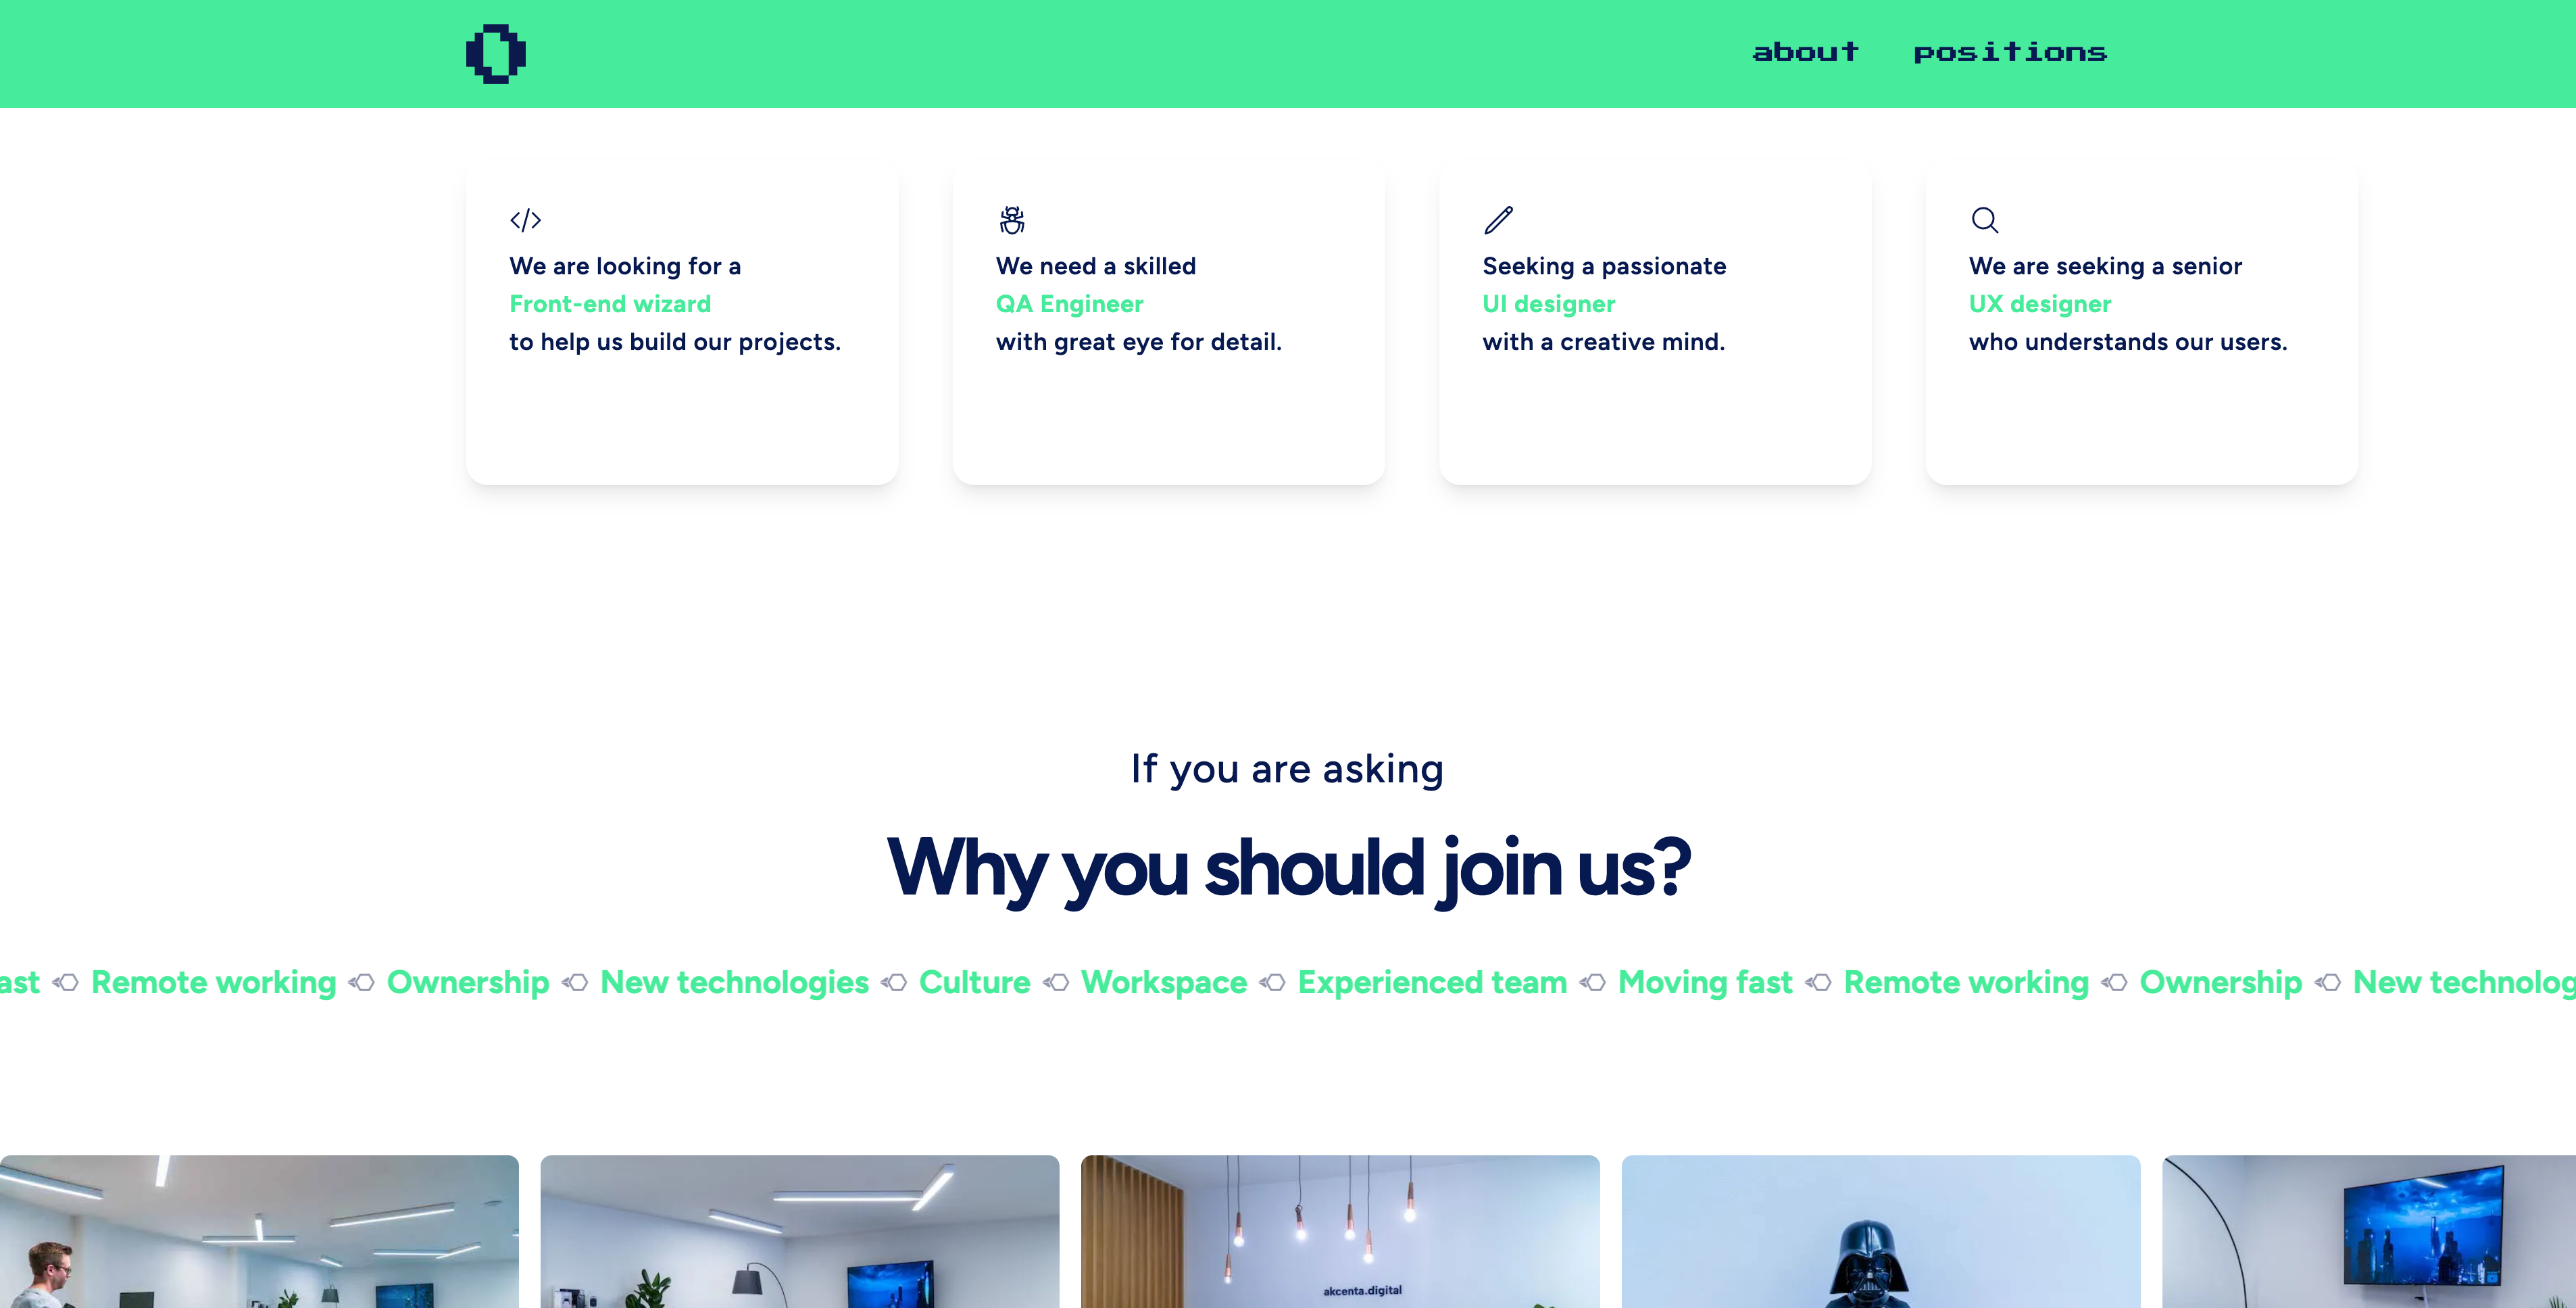 about positions
We are looking for a
Front-end wizard
to help us build our projects.
We need a skilled
QA Engineer
with great eye for detail.
Seeking a passionate
UI designer
with a creative mind.
We are seeking a senior
UX designer
who understands our users.
If you are asking
Why you should join us?
ast Remote working Ownership New technologies Culture Workspace Experienced team Moving fast Remote working Ownership New technolog
akcenta.digital